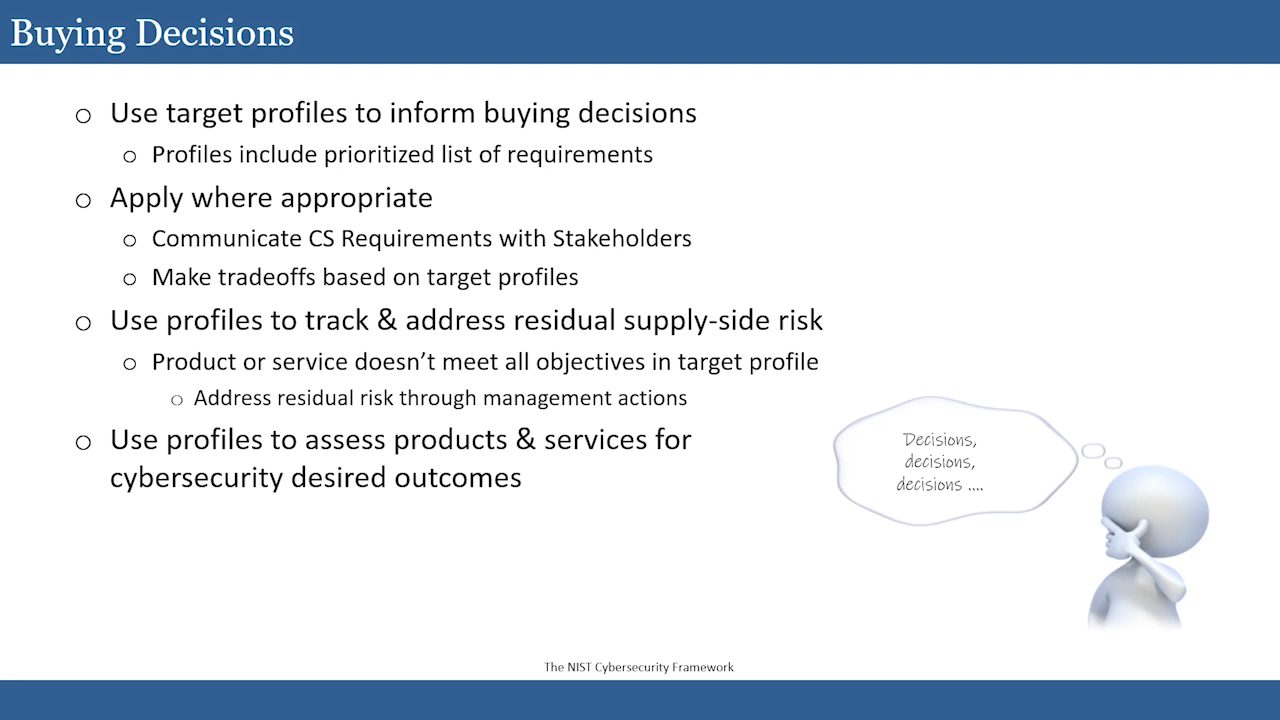 Buying Decisions
o Use target profiles to inform buying decisions
o Profiles include prioritized list of requirements
o Apply where appropriate
o Communicate CS Requirements with Stakeholders
o Make tradeoffs based on target profiles
o Use profiles to track & address residual supply-side risk
o Product or service doesn't meet all objectives in target profile
o Address residual risk through management actions
o Use profiles to assess products & services for
cybersecurity desired outcomes
Decisions,
decisions,
decisions ....
The NIST Cybersecurity Framework